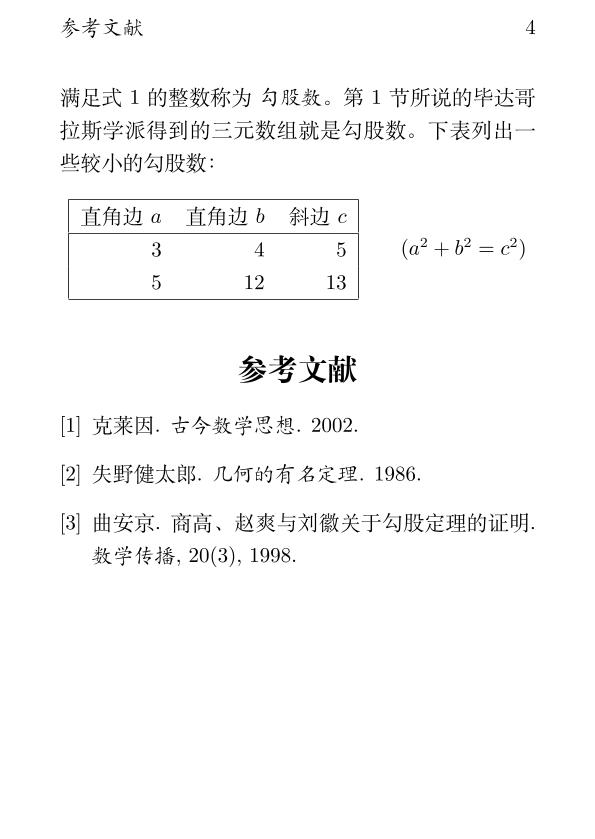 参考文献 4
满足式 1 的整数称为 勾股数。第 1 节所说的毕达哥
拉斯学派得到的三元数组就是勾股数。下表列出一
些较小的勾股数：
直角边 a 直角边 b 斜边 c
3 4 5 (a² + b² = c²)
5 12 13
参考文献
[1] 克莱因. 古今数学思想. 2002.
[2] 失野健太郎. 几何的有名定理. 1986.
[3] 曲安京. 商高、赵爽与刘徽关于勾股定理的证明.
数学传播, 20(3), 1998.